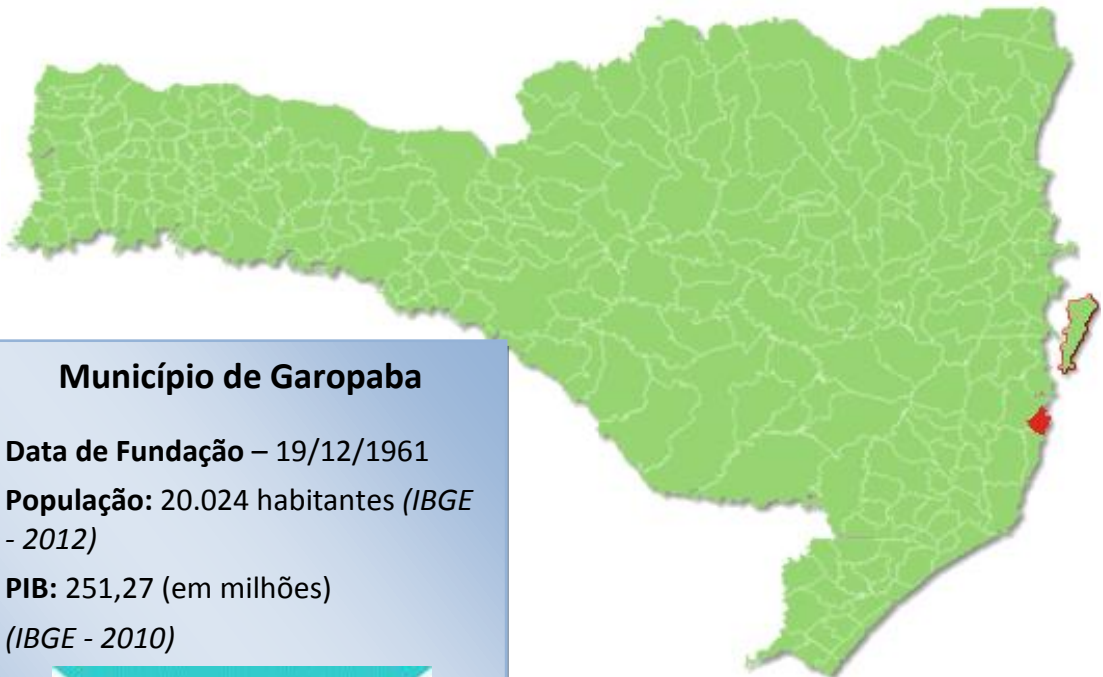 Município de Garopaba
Data de Fundação – 19/12/1961
População: 20.024 habitantes (IBGE
- 2012)
PIB: 251,27 (em milhões)
(IBGE - 2010)